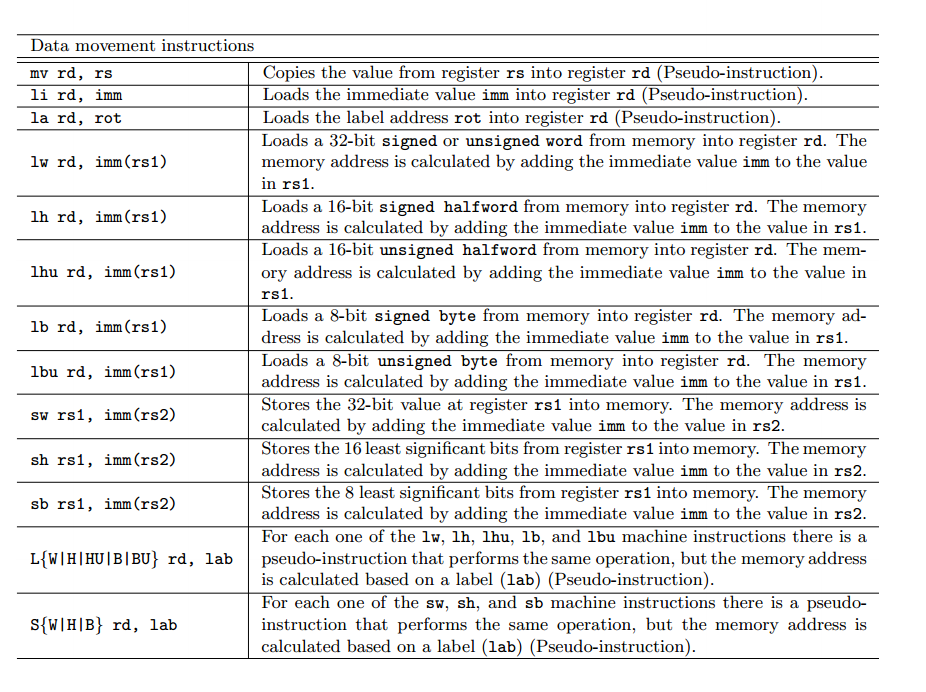 Data movement instructions
mv rd, rs Copies the value from register rs into register rd (Pseudo-instruction).
li rd, imm Loads the immediate value imm into register rd (Pseudo-instruction).
la rd, rot Loads the label address rot into register rd (Pseudo-instruction).
lw rd, imm(rs1) Loads a 32-bit signed or unsigned word from memory into register rd. The
memory address is calculated by adding the immediate value imm to the value
in rs1.
lh rd, imm(rs1) Loads a 16-bit signed halfword from memory into register rd. The memory
address is calculated by adding the immediate value imm to the value in rs1.
lhu rd, imm(rs1) Loads a 16-bit unsigned halfword from memory into register rd. The mem-
ory address is calculated by adding the immediate value imm to the value in
rs1.
lb rd, imm(rs1) Loads a 8-bit signed byte from memory into register rd. The memory ad-
dress is calculated by adding the immediate value imm to the value in rs1.
lbu rd, imm(rs1) Loads a 8-bit unsigned byte from memory into register rd. The memory
address is calculated by adding the immediate value imm to the value in rs1.
sw rs1, imm(rs2) Stores the 32-bit value at register rs1 into memory. The memory address is
calculated by adding the immediate value imm to the value in rs2.
sh rs1, imm(rs2) Stores the 16 least significant bits from register rs1 into memory. The memory
address is calculated by adding the immediate value imm to the value in rs2.
sb rs1, imm(rs2) Stores the 8 least significant bits from register rs1 into memory. The memory
address is calculated by adding the immediate value imm to the value in rs2.
L{W|H|HU|B|BU} rd, lab For each one of the lw, lh, lhu, lb, and lbu machine instructions there is a
pseudo-instruction that performs the same operation, but the memory address
is calculated based on a label (lab) (Pseudo-instruction).
S{W|H|B} rd, lab For each one of the sw, sh, and sb machine instructions there is a pseudo-
instruction that performs the same operation, but the memory address is
calculated based on a label (lab) (Pseudo-instruction).